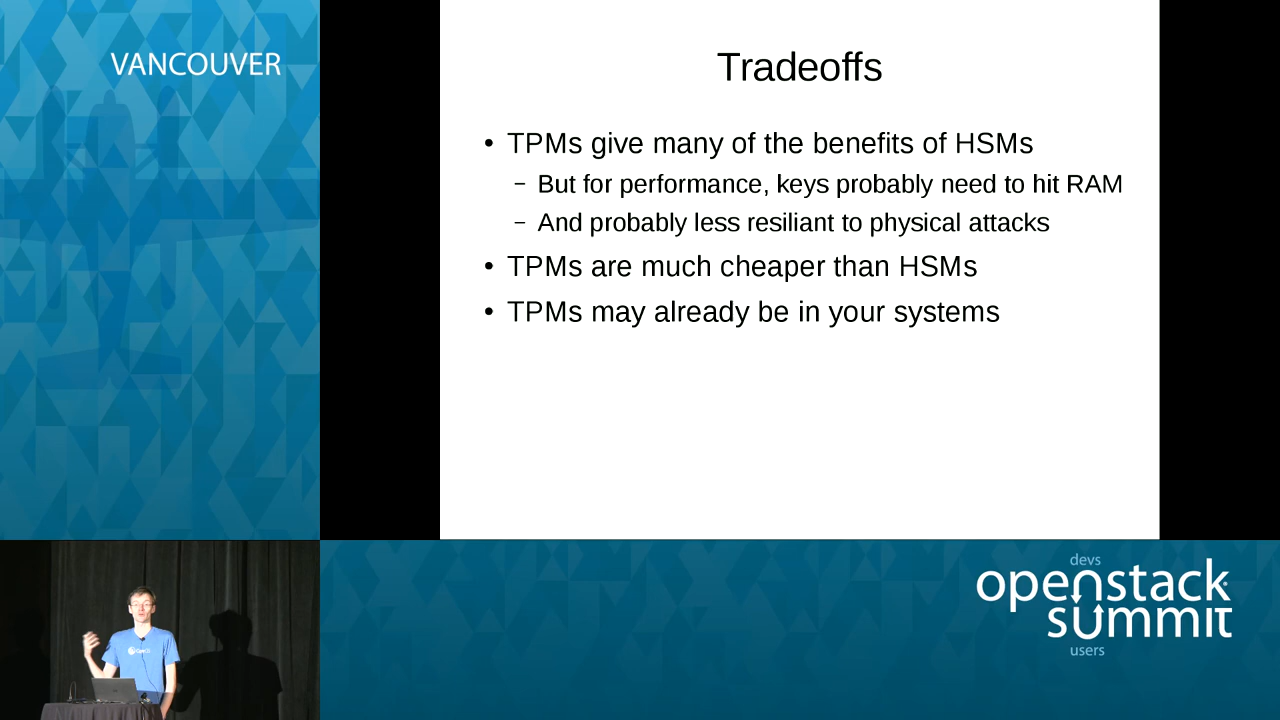 VANCOUVER
Tradeoffs
• TPMs give many of the benefits of HSMs
– But for performance, keys probably need to hit RAM
– And probably less resiliant to physical attacks
• TPMs are much cheaper than HSMs
• TPMs may already be in your systems
devs
openstack
summit
users